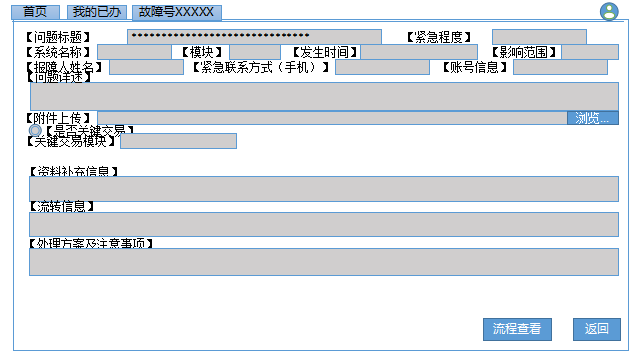 首页 我的已办 故障号XXXXX
【问题标题】 ****************************** 【紧急程度】
【系统名称】 【模块】 【发生时间】 【影响范围】
【报障人姓名】 【紧急联系方式（手机）】 【账号信息】
【问题详述】
【附件上传】 浏览...
【是否关键交易】
【关键交易模块】
【资料补充信息】
【流转信息】
【处理方案及注意事项】
流程查看 返回